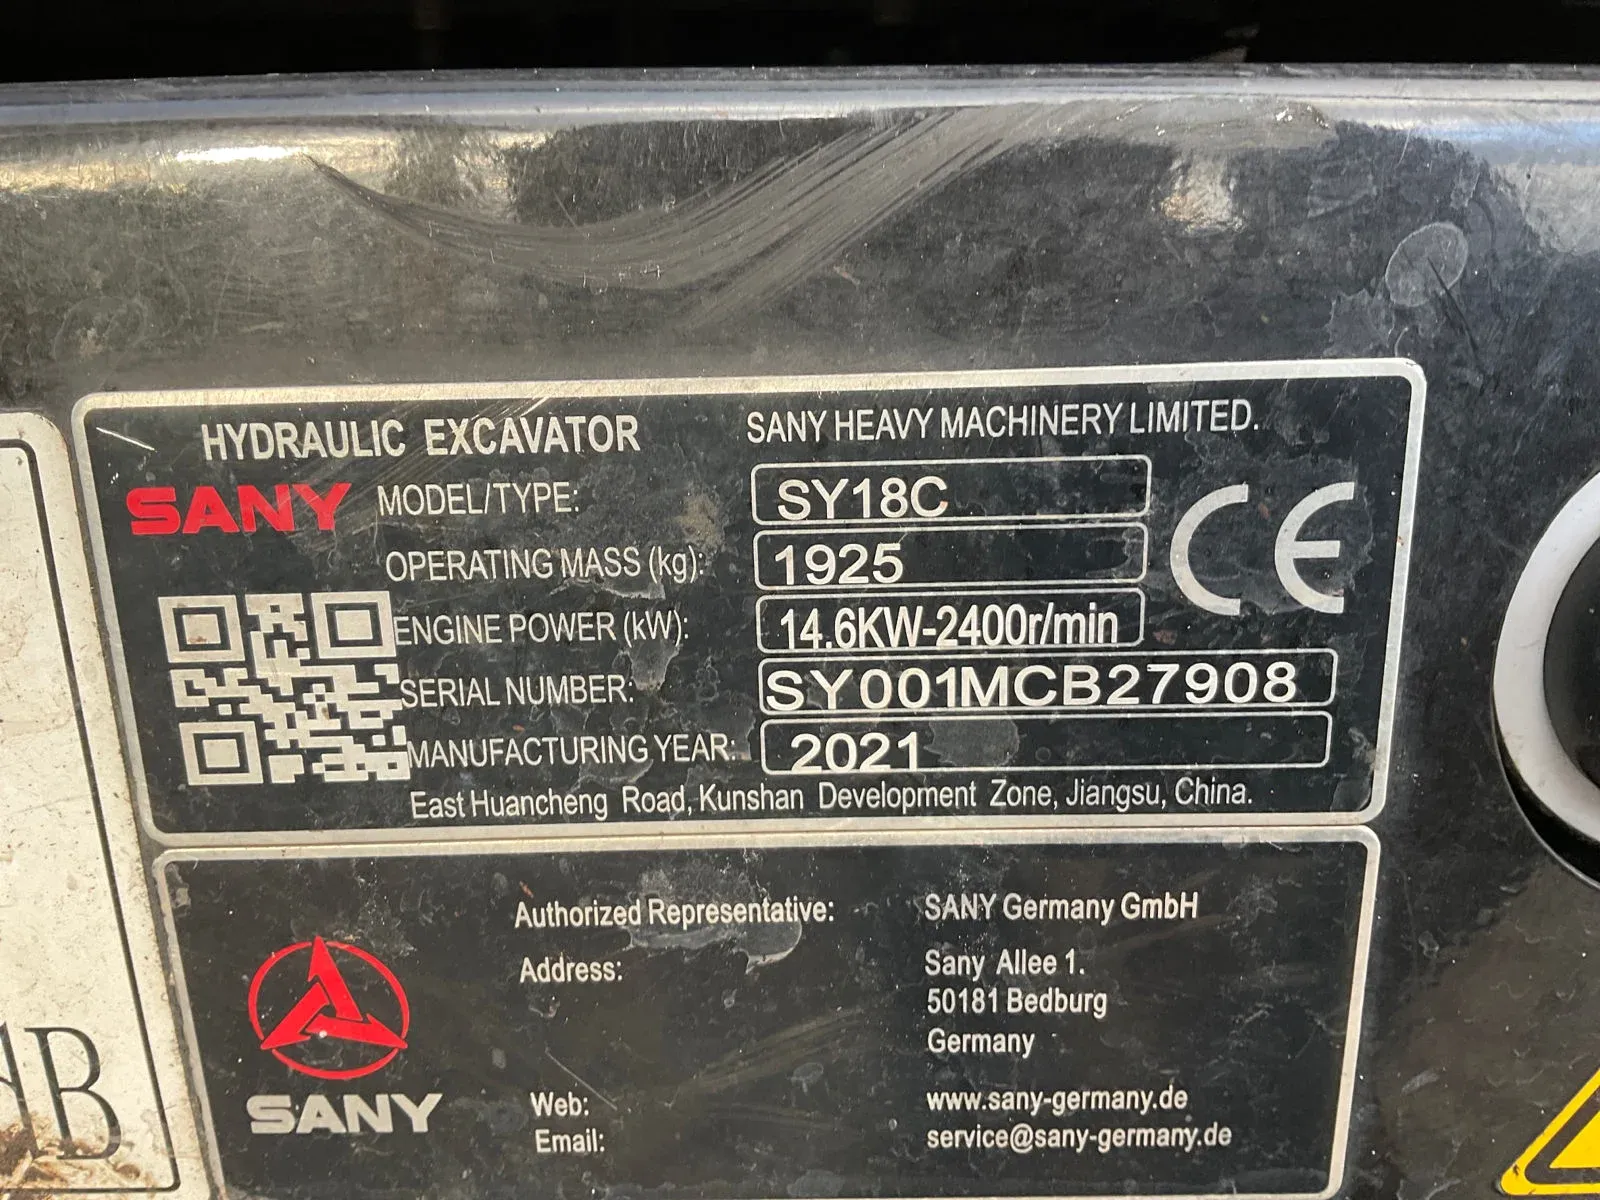 HYDRAULIC EXCAVATOR SANY HEAVY MACHINERY LIMITED.
SANY MODEL/TYPE: SY18C
CE
OPERATING MASS (kg): 1925
ENGINE POWER (kW): 14.6KW-2400r/min
SERIAL NUMBER: SY001MCB27908
MANUFACTURING YEAR: 2021
East Huancheng Road, Kunshan Development Zone, Jiangsu, China.
Authorized Representative: SANY Germany GmbH
Address: Sany Allee 1.
50181 Bedburg
Germany
SANY
Web: www.sany-germany.de
Email: service@sany-germany.de